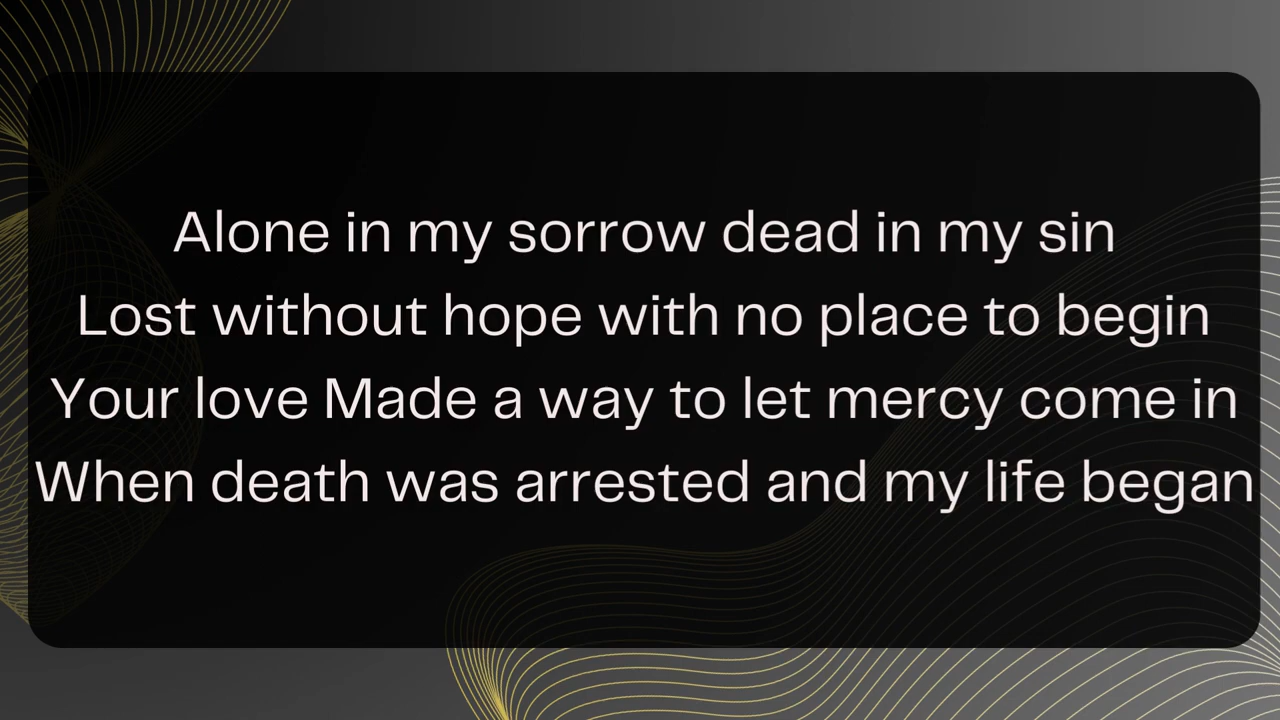 Alone in my sorrow dead in my sin
Lost without hope with no place to begin
Your love Made a way to let mercy come in
When death was arrested and my life began